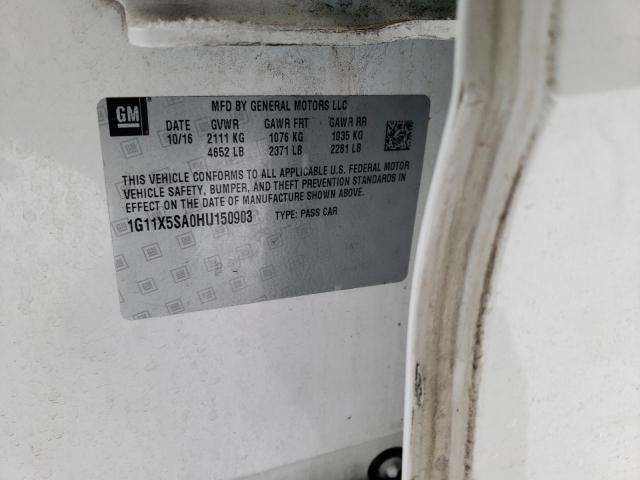 GM
MFD BY GENERAL MOTORS LLC
DATE GVWR GAWR FRT GAWR RR
10/16 2111 KG 1076 KG 1035 KG
4652 LB 2371 LB 2281 LB
THIS VEHICLE CONFORMS TO ALL APPLICABLE U.S. FEDERAL MOTOR
VEHICLE SAFETY, BUMPER, AND THEFT PREVENTION STANDARDS IN
EFFECT ON THE DATE OF MANUFACTURE SHOWN ABOVE.
1G11X5SA0HU150903 TYPE: PASS CAR